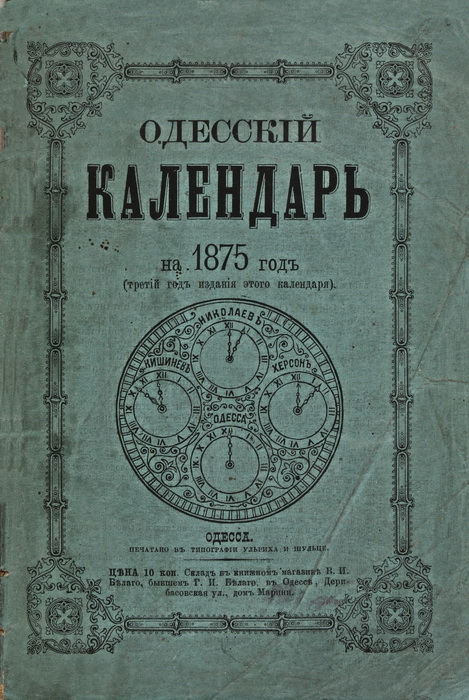 ОДЕССКІЙ
КАЛЕНДАРЬ
на 1875 годъ
(третій годъ изданія этого календаря).
НИКОЛАЕВЪ
КИШИНЕВЪ
ХЕРСОНЪ
ОДЕССА
ОДЕССА.
ПЕЧАТАНО ВЪ ТИПОГРАФІИ УЛЬРИХА И ШУЛЬЦЕ.
ЦѢНА 10 коп. Складъ въ книжномъ магазинѣ В. И.
Бѣлаго, бывшемъ Г. И. Бѣлаго, въ Одессѣ, Дери-
басовская ул., домъ Марини.